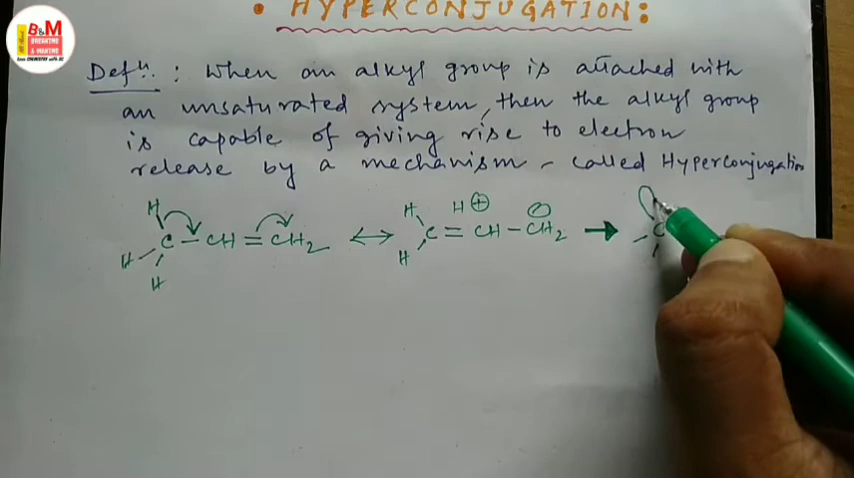 • HYPERCONJUGATION:
B&M
Defn. : When an alkyl group is attached with
an unsaturated system, then the alkyl group
is capable of giving rise to electron
release by a mechanism - called Hyperconjugation
H H ⊕ ⊖
C - CH = CH2 ↔ C = CH - CH2 → C
H H
H